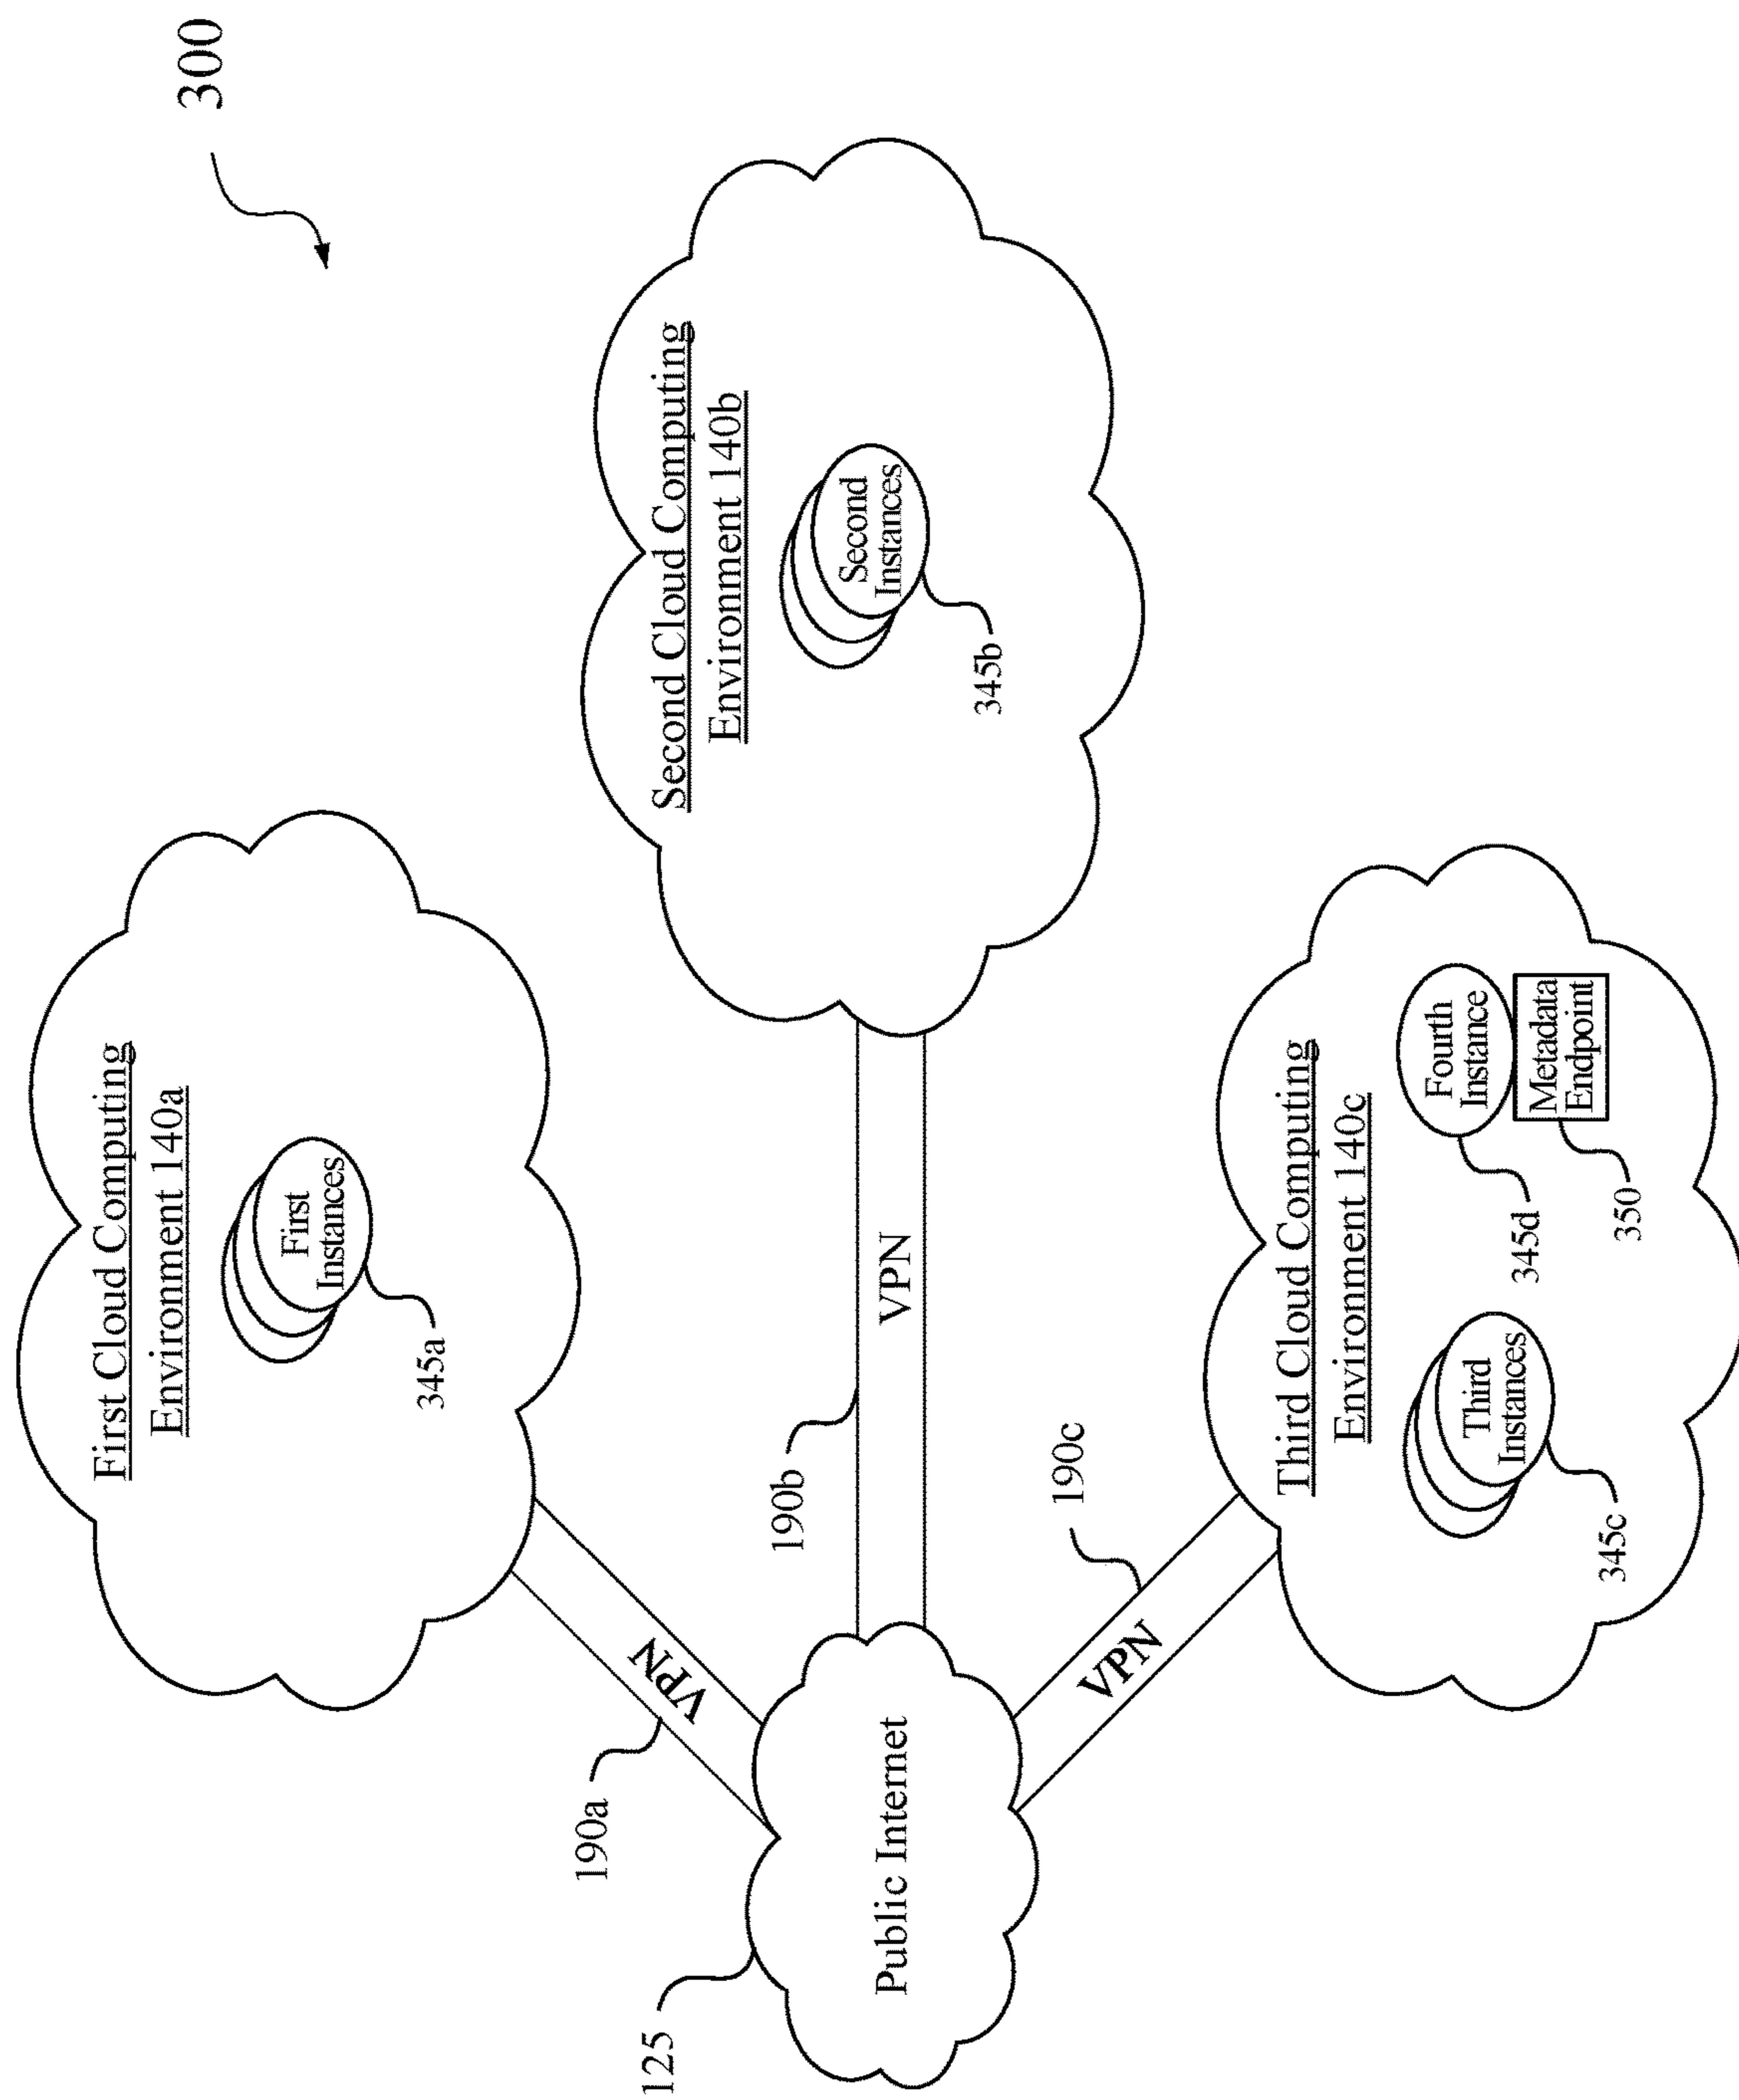 300
First Cloud Computing
Environment 140a
First
Instances
345a
Second Cloud Computing
Environment 140b
Second
Instances
345b
190a
VPN
190b
VPN
125
Public Internet
190c
VPN
Third Cloud Computing
Environment 140c
Third
Instances
345c
Fourth
Instance
345d
Metadata
Endpoint
350